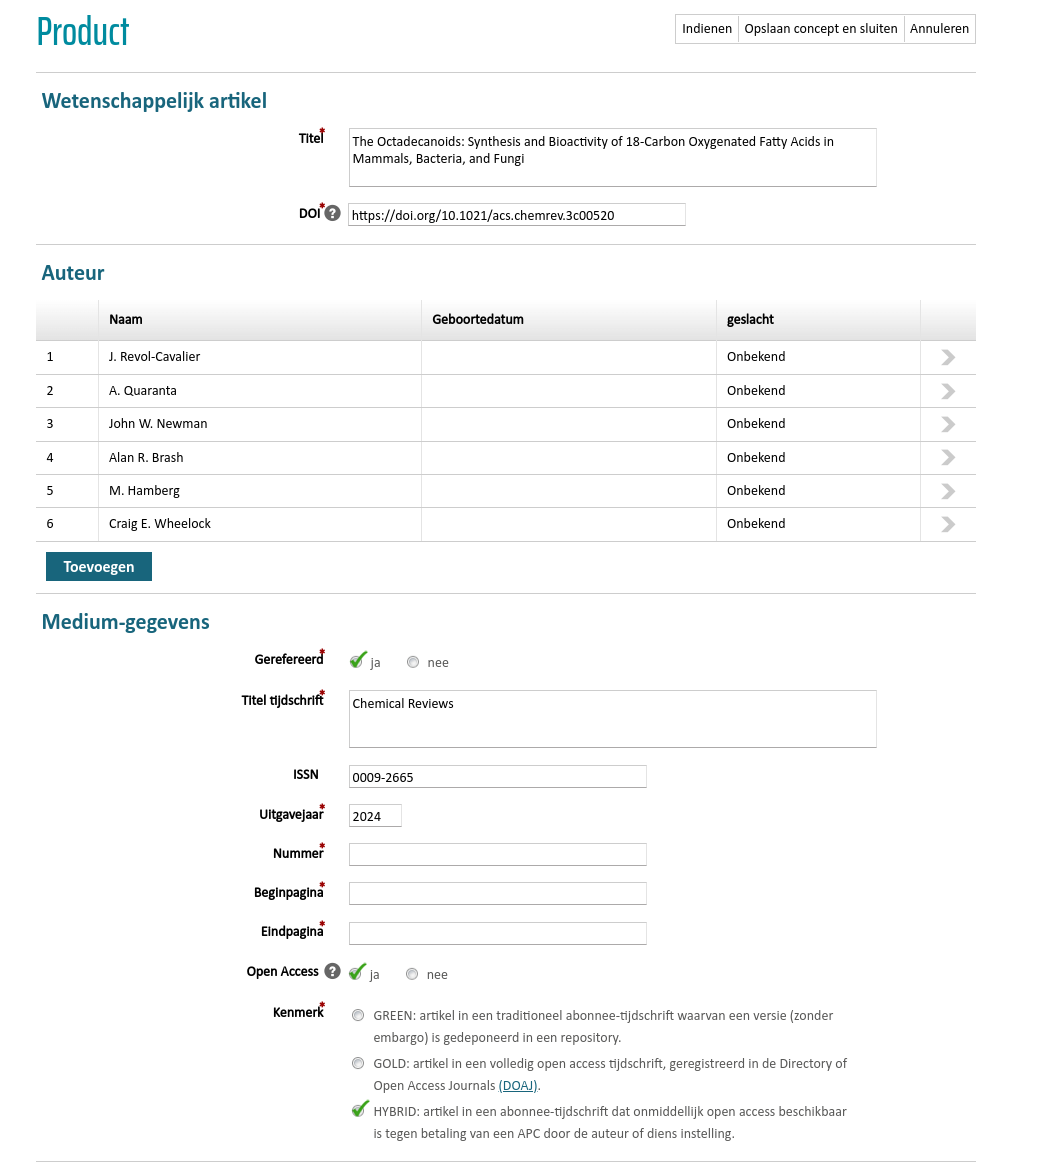 Product
Indienen Opslaan concept en sluiten Annuleren
Wetenschappelijk artikel
Titel*
The Octadecanoids: Synthesis and Bioactivity of 18-Carbon Oxygenated Fatty Acids in
Mammals, Bacteria, and Fungi
DOI* ? https://doi.org/10.1021/acs.chemrev.3c00520
Auteur
Naam Geboortedatum geslacht
1 J. Revol-Cavalier Onbekend
2 A. Quaranta Onbekend
3 John W. Newman Onbekend
4 Alan R. Brash Onbekend
5 M. Hamberg Onbekend
6 Craig E. Wheelock Onbekend
Toevoegen
Medium-gegevens
Gerefereerd* ja nee
Titel tijdschrift* Chemical Reviews
ISSN 0009-2665
Uitgavejaar* 2024
Nummer*
Beginpagina*
Eindpagina*
Open Access ? ja nee
Kenmerk*
GREEN: artikel in een traditioneel abonnee-tijdschrift waarvan een versie (zonder
embargo) is gedeponeerd in een repository.
GOLD: artikel in een volledig open access tijdschrift, geregistreerd in de Directory of
Open Access Journals (DOAJ).
HYBRID: artikel in een abonnee-tijdschrift dat onmiddellijk open access beschikbaar
is tegen betaling van een APC door de auteur of diens instelling.